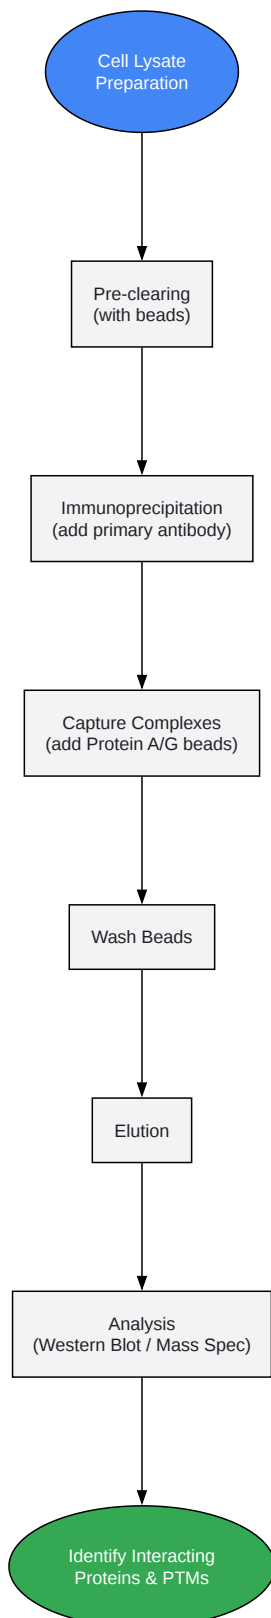 Cell Lysate
Preparation
Pre-clearing
(with beads)
Immunoprecipitation
(add primary antibody)
Capture Complexes
(add Protein A/G beads)
Wash Beads
Elution
Analysis
(Western Blot / Mass Spec)
Identify Interacting
Proteins & PTMs